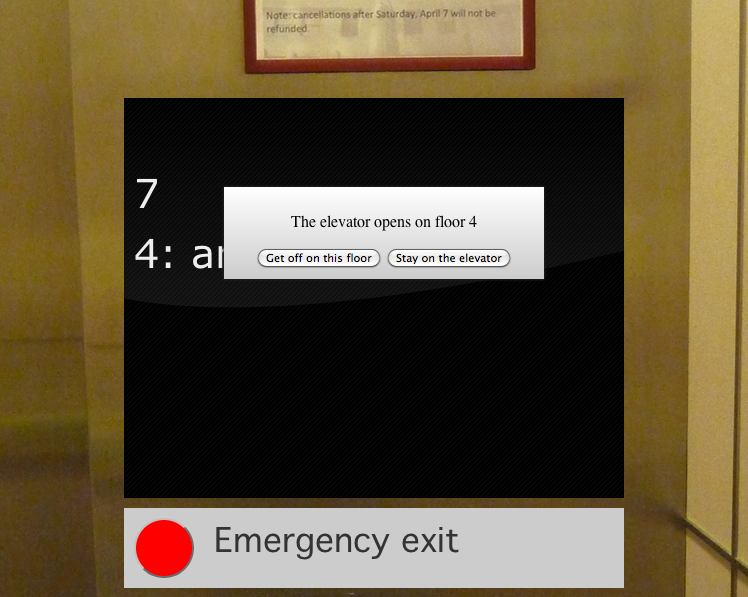 Note: cancellations after Saturday, April 7 will not be
refunded.
7
4: ar
The elevator opens on floor 4
Get off on this floor Stay on the elevator
Emergency exit